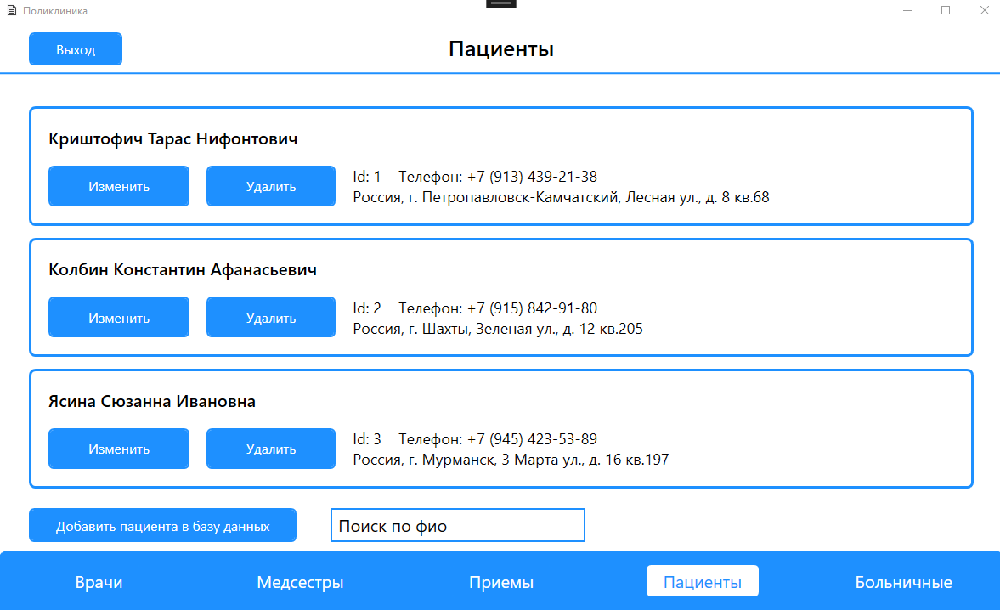 Поликлиника
Выход
Пациенты
Криштофич Тарас Нифонтович
Изменить Удалить Id: 1 Телефон: +7 (913) 439-21-38
Россия, г. Петропавловск-Камчатский, Лесная ул., д. 8 кв.68
Колбин Константин Афанасьевич
Изменить Удалить Id: 2 Телефон: +7 (915) 842-91-80
Россия, г. Шахты, Зеленая ул., д. 12 кв.205
Ясина Сюзанна Ивановна
Изменить Удалить Id: 3 Телефон: +7 (945) 423-53-89
Россия, г. Мурманск, 3 Марта ул., д. 16 кв.197
Добавить пациента в базу данных Поиск по фио
Врачи Медсестры Приемы Пациенты Больничные